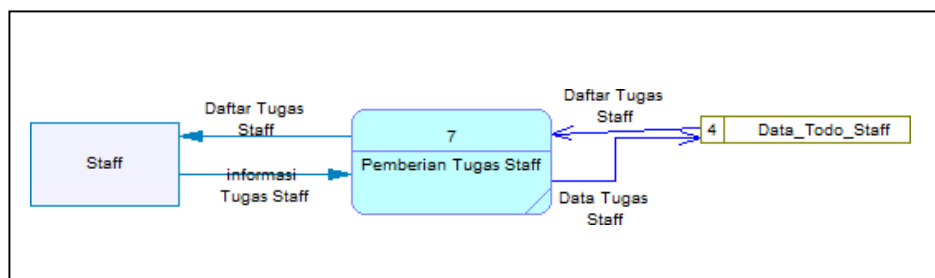 Daftar Tugas
Staff
Staff
informasi
Tugas Staff
7
Pemberian Tugas Staff
Daftar Tugas
Staff
Data Tugas
Staff
4
Data_Todo_Staff